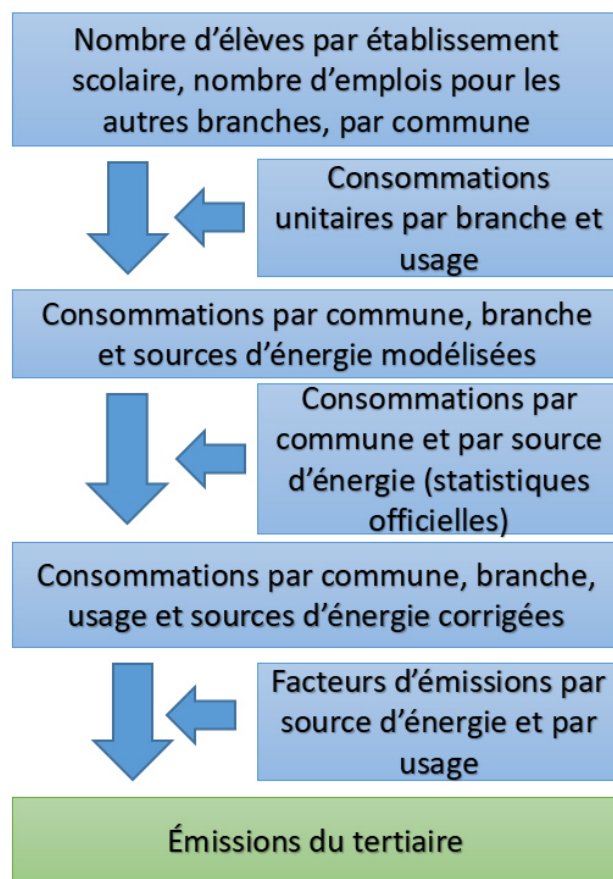 Nombre d’élèves par établissement
scolaire, nombre d’emplois pour les
autres branches, par commune
Consommations
unitaires par branche et
usage
Consommations par commune, branche
et sources d’énergie modélisées
Consommations par
commune et par source
d’énergie (statistiques
officielles)
Consommations par commune, branche,
usage et sources d’énergie corrigées
Facteurs d’émissions par
source d’énergie et par
usage
Émissions du tertiaire